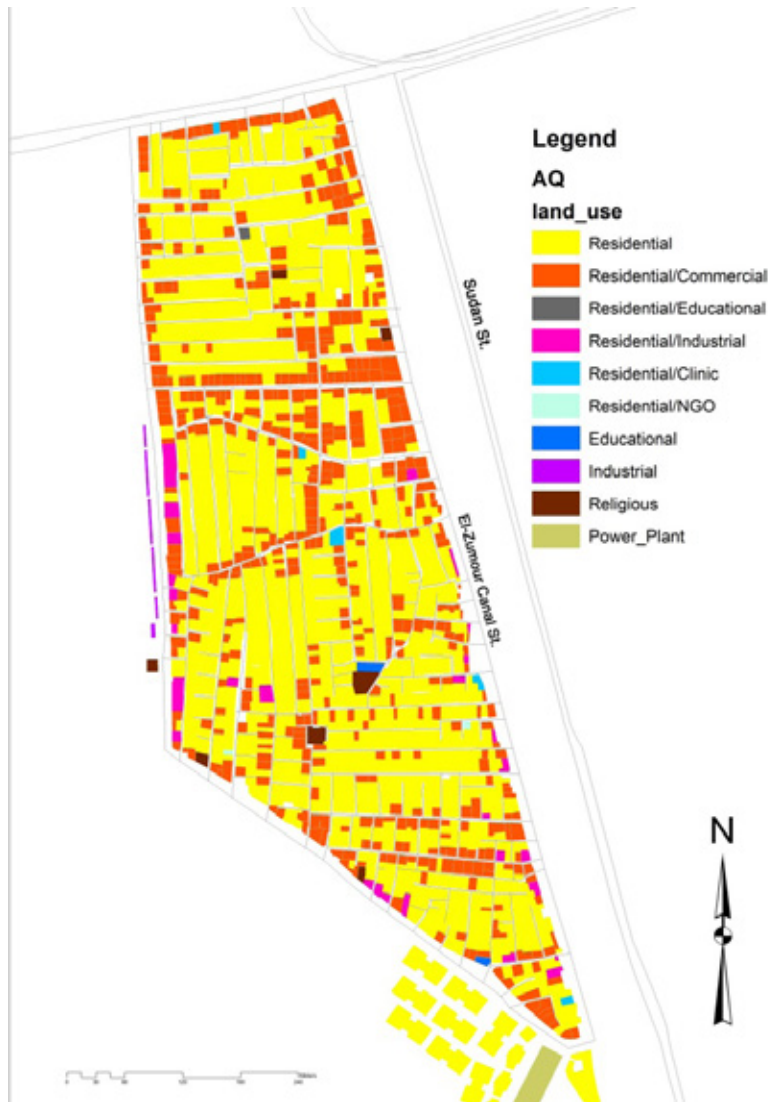 Legend
AQ
land_use
Residential
Residential/Commercial
Residential/Educational
Residential/Industrial
Residential/Clinic
Residential/NGO
Educational
Industrial
Religious
Power_Plant
Sudan St.
El-Zumour Canal St.
N